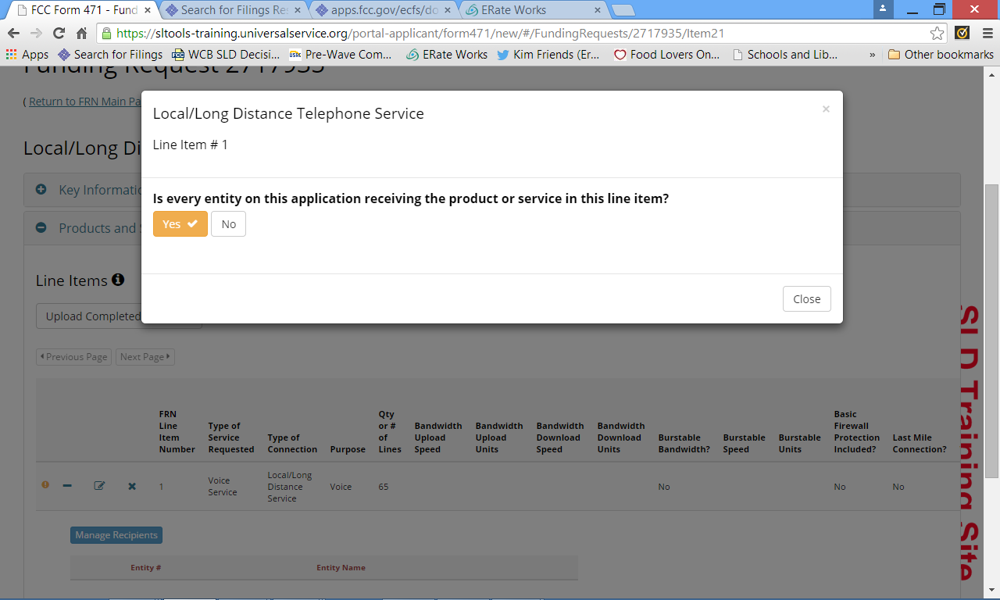 FCC Form 471 - Fund
Search for Filings Res
apps.fcc.gov/ecfs/do
ERate Works
https://sltools-training.universalservice.org/portal-applicant/form471/new/#/FundingRequests/2717935/Item21
Apps
Search for Filings
WCB SLD Decisi...
USAC Pre-Wave Com...
ERate Works
Kim Friends (Er...
Food Lovers On...
Schools and Lib...
»
Other bookmarks
Funding Request 2717935
( Return to FRN Main Pa
Local/Long Di
Key Informatio
Products and S
Line Items
Upload Completed
Previous Page
Next Page
Local/Long Distance Telephone Service
×
Line Item # 1
Is every entity on this application receiving the product or service in this line item?
Yes
No
Close
FRN Line Item Number
Type of Service Requested
Type of Connection
Purpose
Qty or # of Lines
Bandwidth Upload Speed
Bandwidth Upload Units
Bandwidth Download Speed
Bandwidth Download Units
Burstable Bandwidth?
Burstable Speed
Burstable Units
Basic Firewall Protection Included?
Last Mile Connection?
1
Voice Service
Local/Long Distance Service
Voice
65
No
No
No
Manage Recipients
Entity #
Entity Name
SLD Training Site